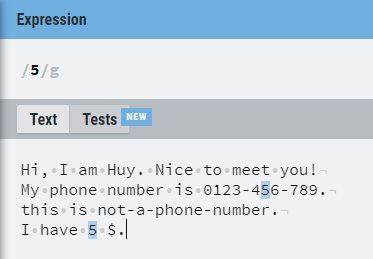 Expression
/5/g
Text Tests NEW
Hi, I am Huy. Nice to meet you!
My phone number is 0123-456-789.
this is not-a-phone-number.
I have 5 $.